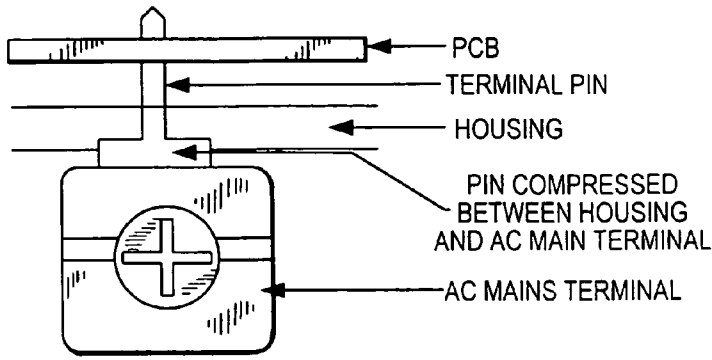 PCB
TERMINAL PIN
HOUSING
PIN COMPRESSED
BETWEEN HOUSING
AND AC MAIN TERMINAL
AC MAINS TERMINAL